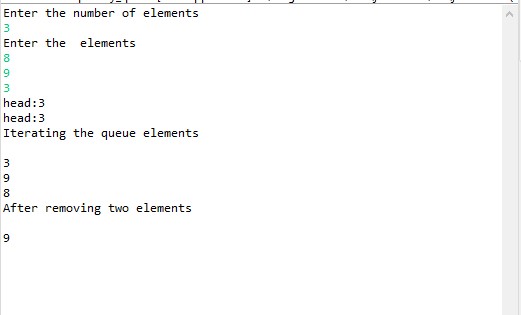 Enter the number of elements
3
Enter the  elements
8
9
3
head:3
head:3
Iterating the queue elements
3
9
8
After removing two elements
9